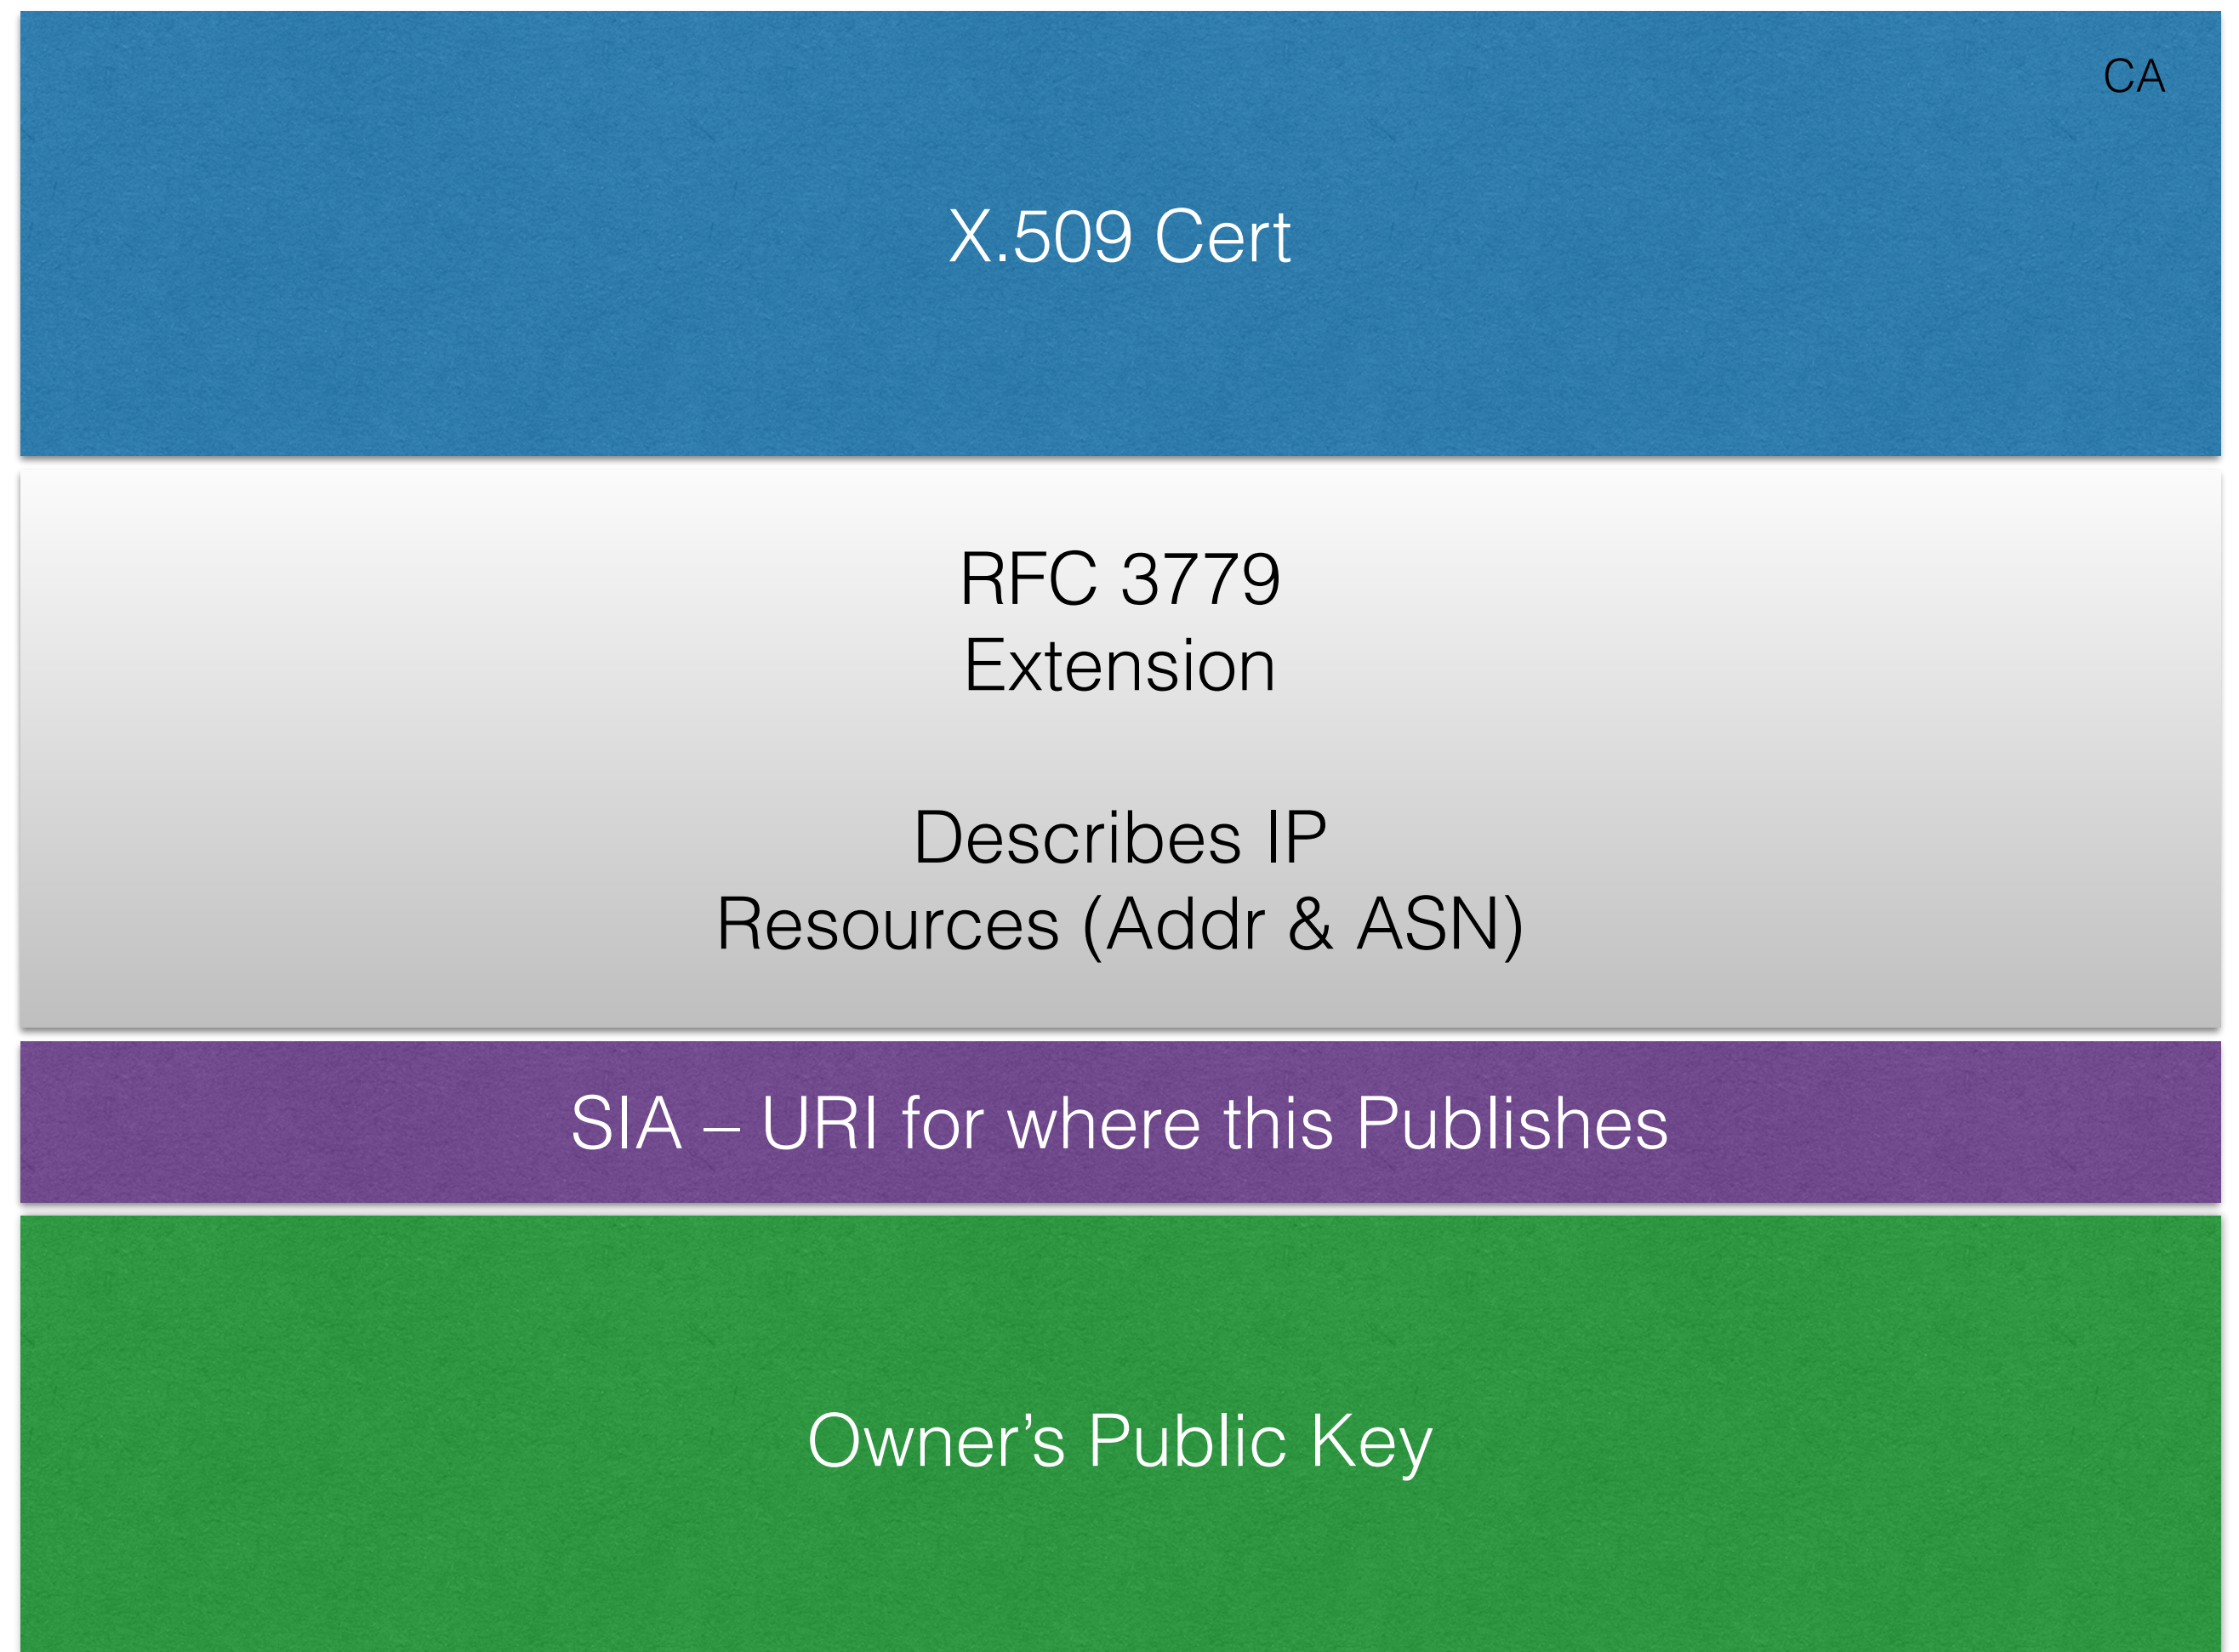 CA
X.509 Cert
RFC 3779
Extension
Describes IP
Resources (Addr & ASN)
SIA – URI for where this Publishes
Owner’s Public Key